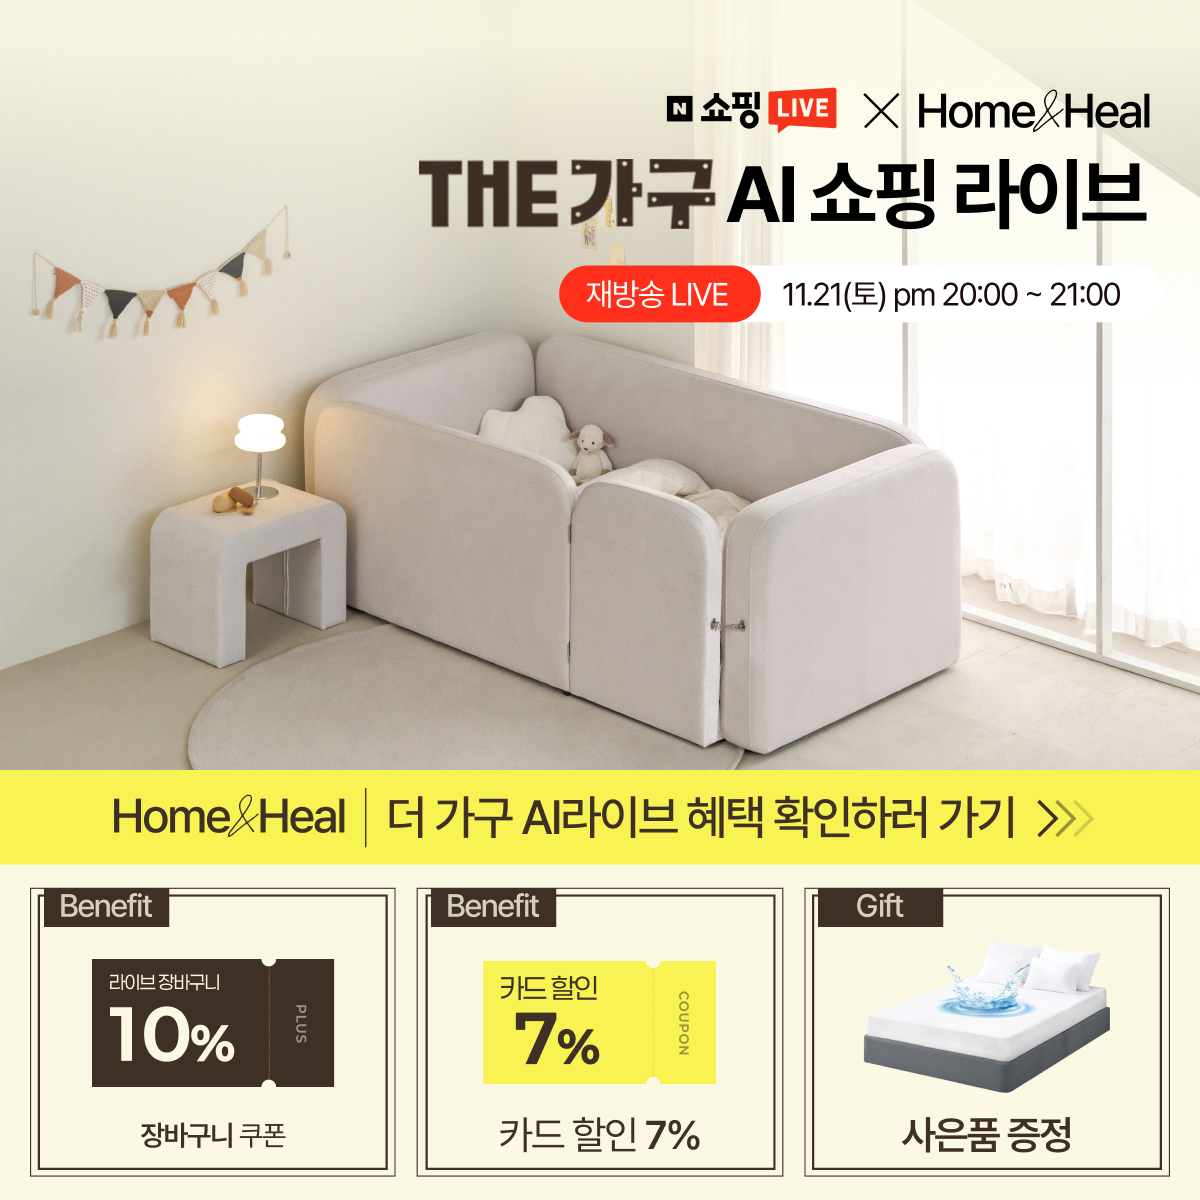 N 쇼핑 LIVE × Home&Heal
THE가구 AI 쇼핑 라이브
재방송 LIVE 11.21(토) pm 20:00 ~ 21:00
Home&Heal | 더 가구 AI라이브 혜택 확인하러 가기
Benefit
라이브 장바구니
10%
PLUS
장바구니 쿠폰
Benefit
카드 할인
7%
COUPON
카드 할인 7%
Gift
사은품 증정